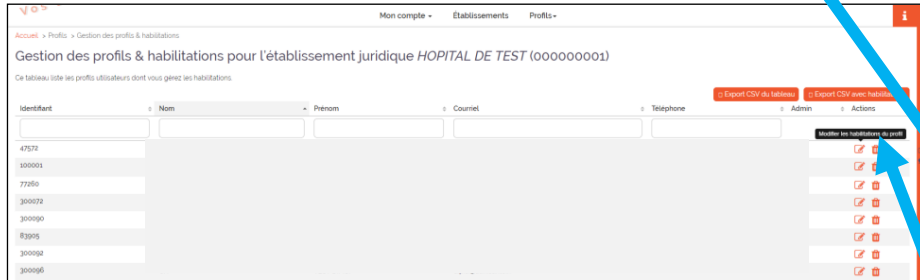 Vos
Mon compte Établissements Profils
i
Accueil > Profils > Gestion des profils & habilitations
Gestion des profils & habilitations pour l'établissement juridique HOPITAL DE TEST (000000001)
Ce tableau liste les profils utilisateurs dont vous gérez les habilitations.
Export CSV du tableau Export CSV avec
Identifiant Nom Prénom Courriel Téléphone Admin Actions
Modifier les habilitations du profil
47572
100001
77260
300072
300090
83905
300092
300096